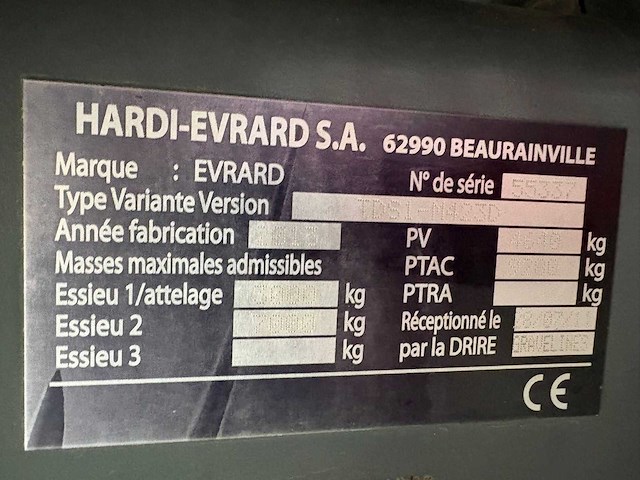 HARDI-EVRARD S.A. 62990 BEAURAINVILLE
Marque : EVRARD N° de série 55337
Type Variante Version
Année fabrication PV kg
Masses maximales admissibles PTAC kg
Essieu 1/attelage kg PTRA kg
Essieu 2 kg Réceptionné le
Essieu 3 kg par la DRIRE GRAVELINES
CE